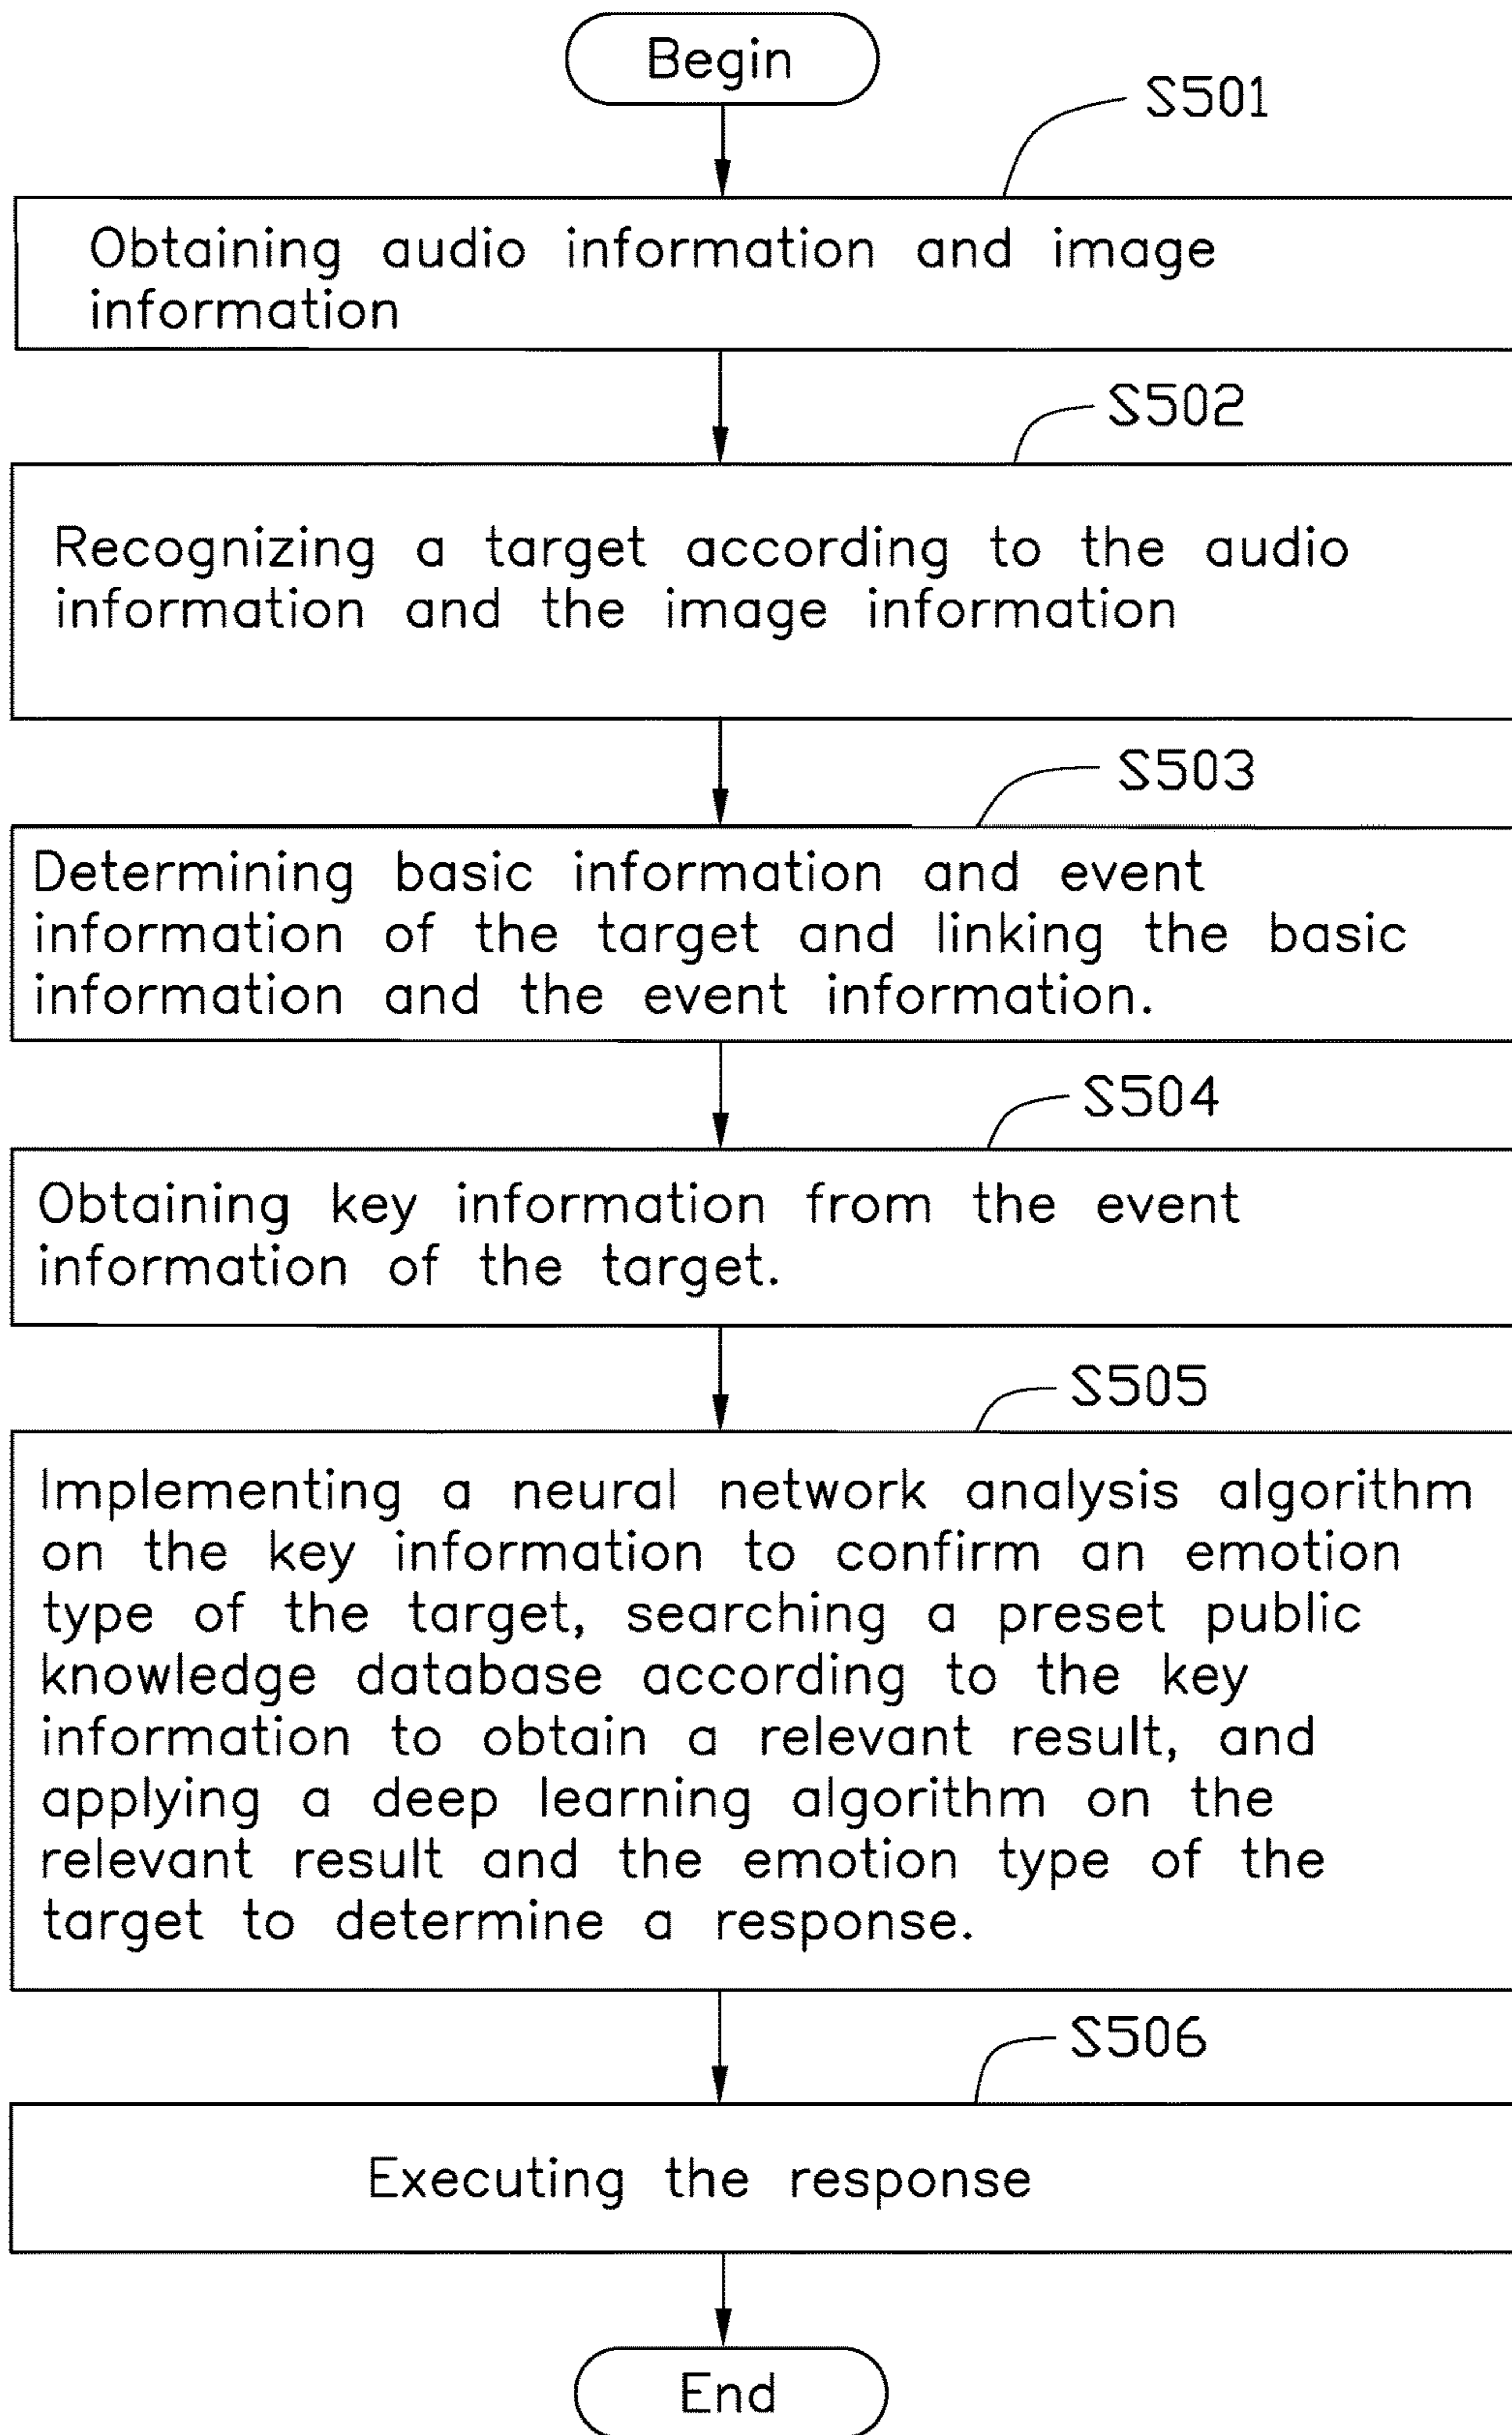 Begin
S501
Obtaining audio information and image
information
S502
Recognizing a target according to the audio
information and the image information
S503
Determining basic information and event
information of the target and linking the basic
information and the event information.
S504
Obtaining key information from the event
information of the target.
S505
Implementing a neural network analysis algorithm
on the key information to confirm an emotion
type of the target, searching a preset public
knowledge database according to the key
information to obtain a relevant result, and
applying a deep learning algorithm on the
relevant result and the emotion type of the
target to determine a response.
S506
Executing the response
End